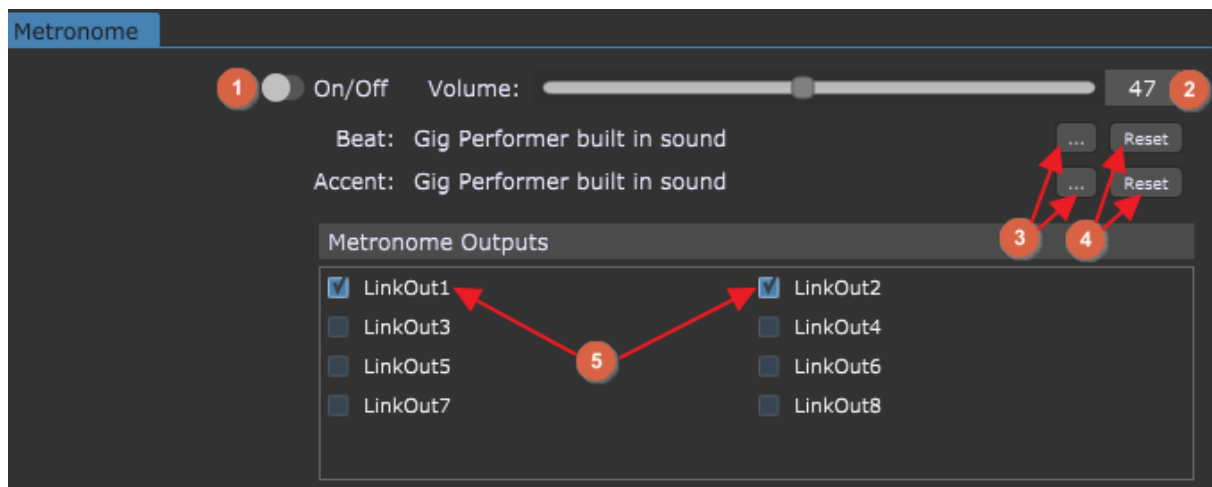 Metronome
1 On/Off Volume: 47 2
Beat: Gig Performer built in sound ... Reset
Accent: Gig Performer built in sound ... Reset
3 4
Metronome Outputs
LinkOut1 LinkOut2
LinkOut3 LinkOut4
5
LinkOut5 LinkOut6
LinkOut7 LinkOut8